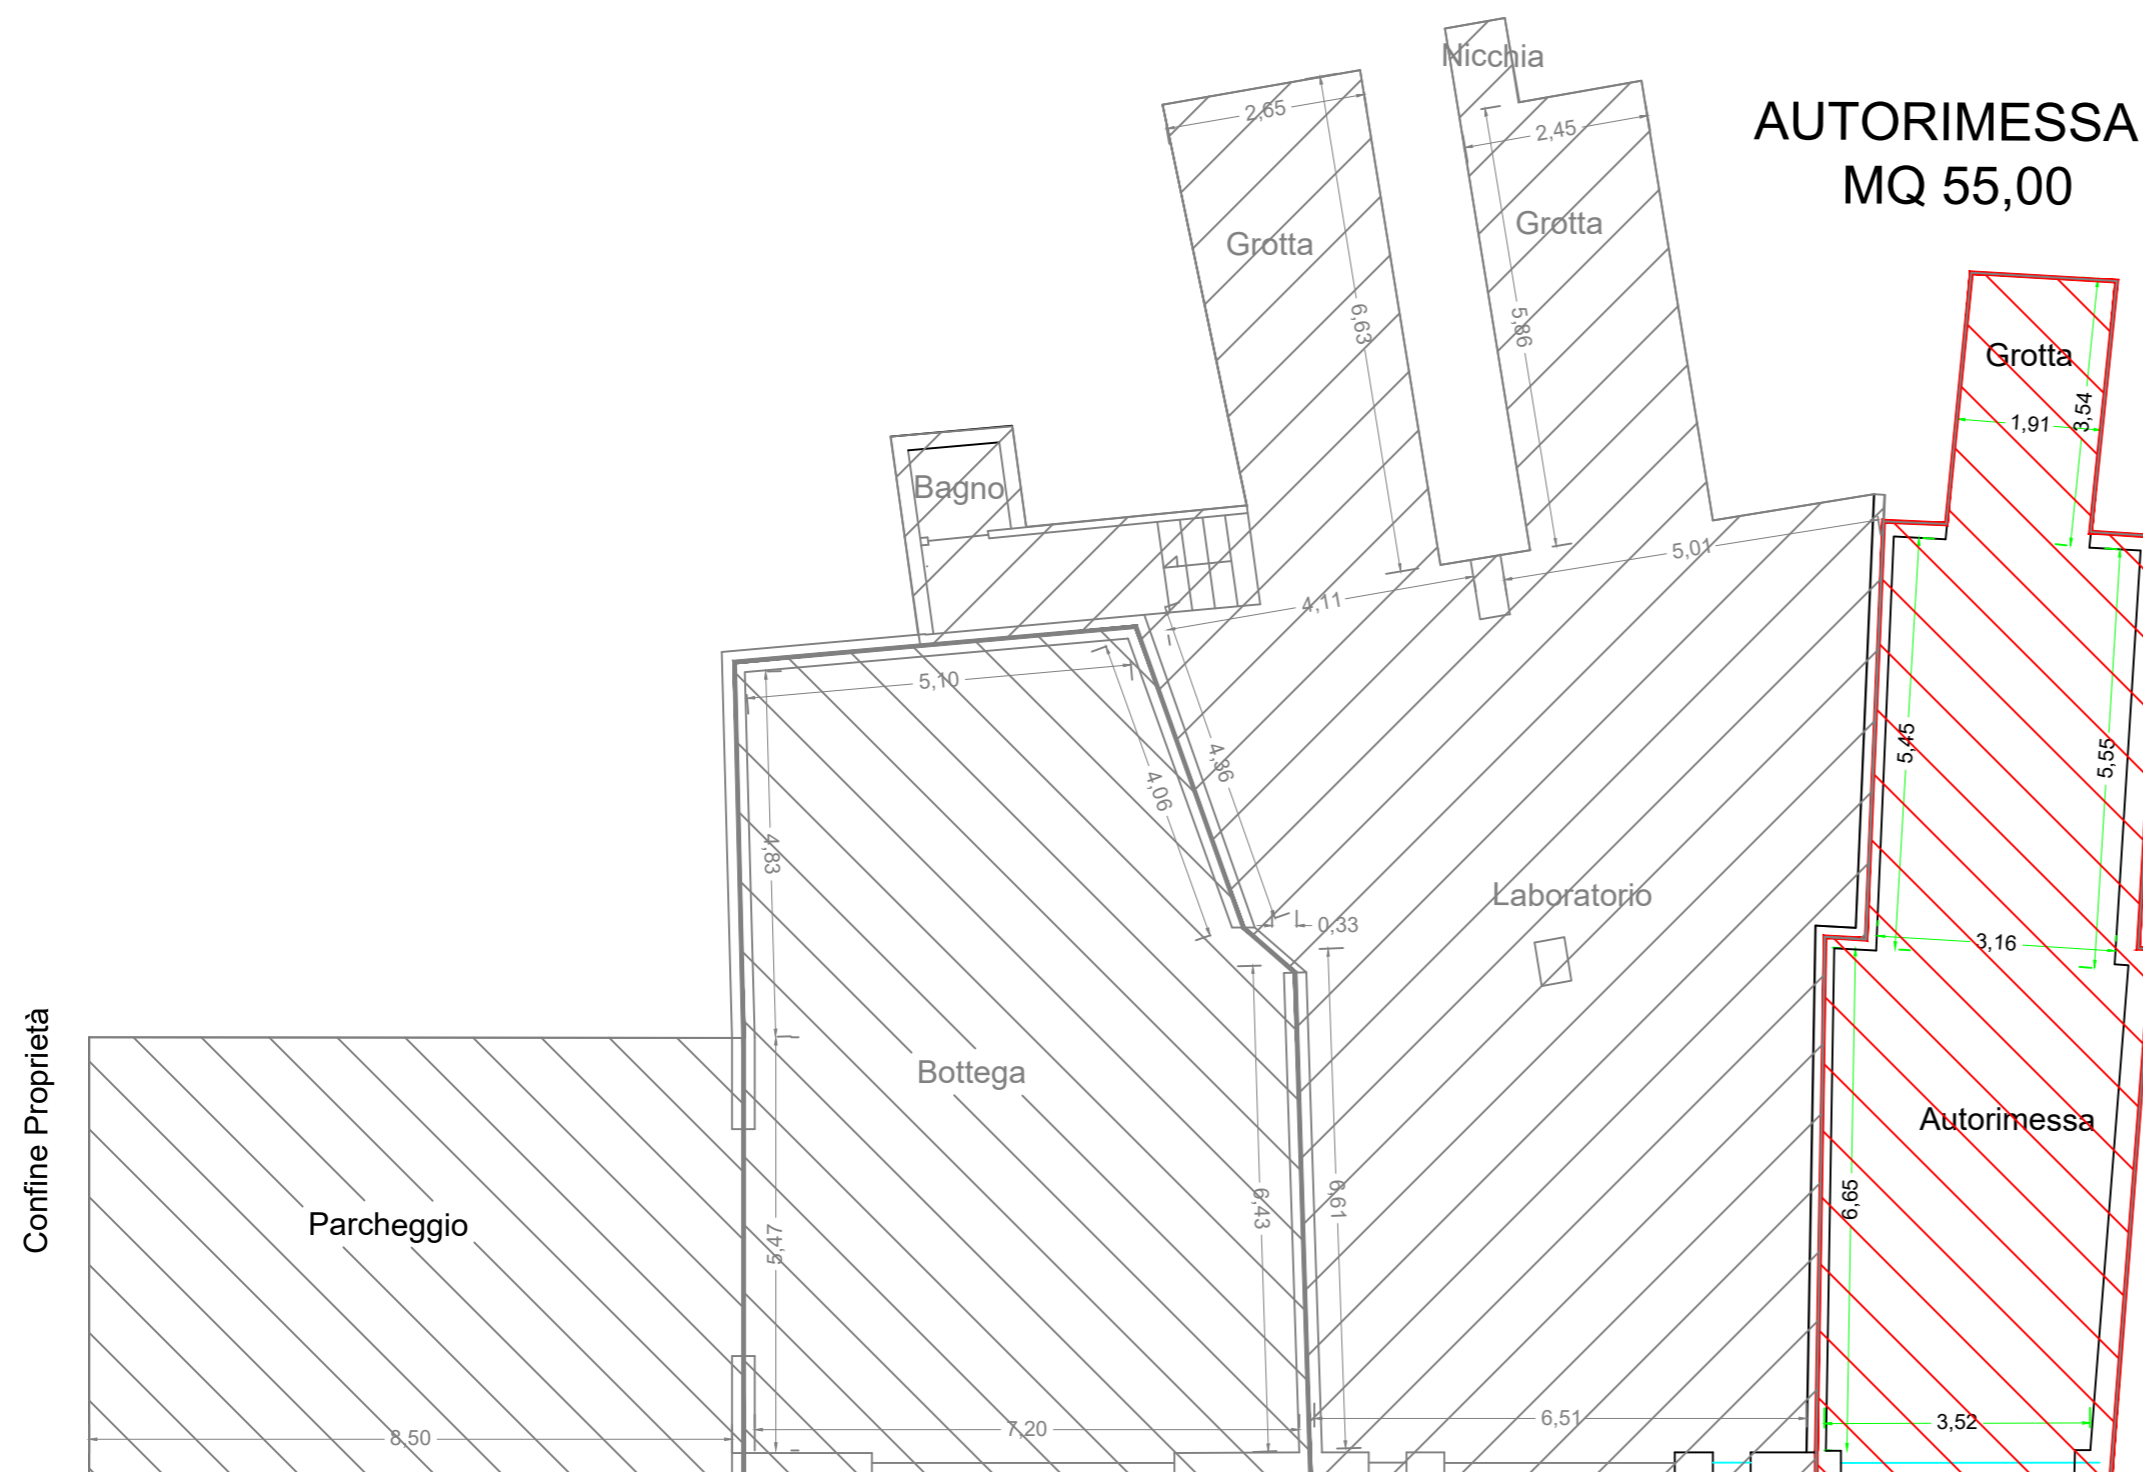 Nicchia
AUTORIMESSA
MQ 55,00
2,65
2,45
Grotta
Grotta
6,63
5,86
Grotta
1,91
3,54
Bagno
5,01
4,11
5,10
4,36
4,06
5,45
5,55
4,83
Laboratorio
0,33
3,16
Confine Proprietà
Bottega
Autorimessa
Parcheggio
6,43
6,61
6,65
5,47
8,50
7,20
6,51
3,52